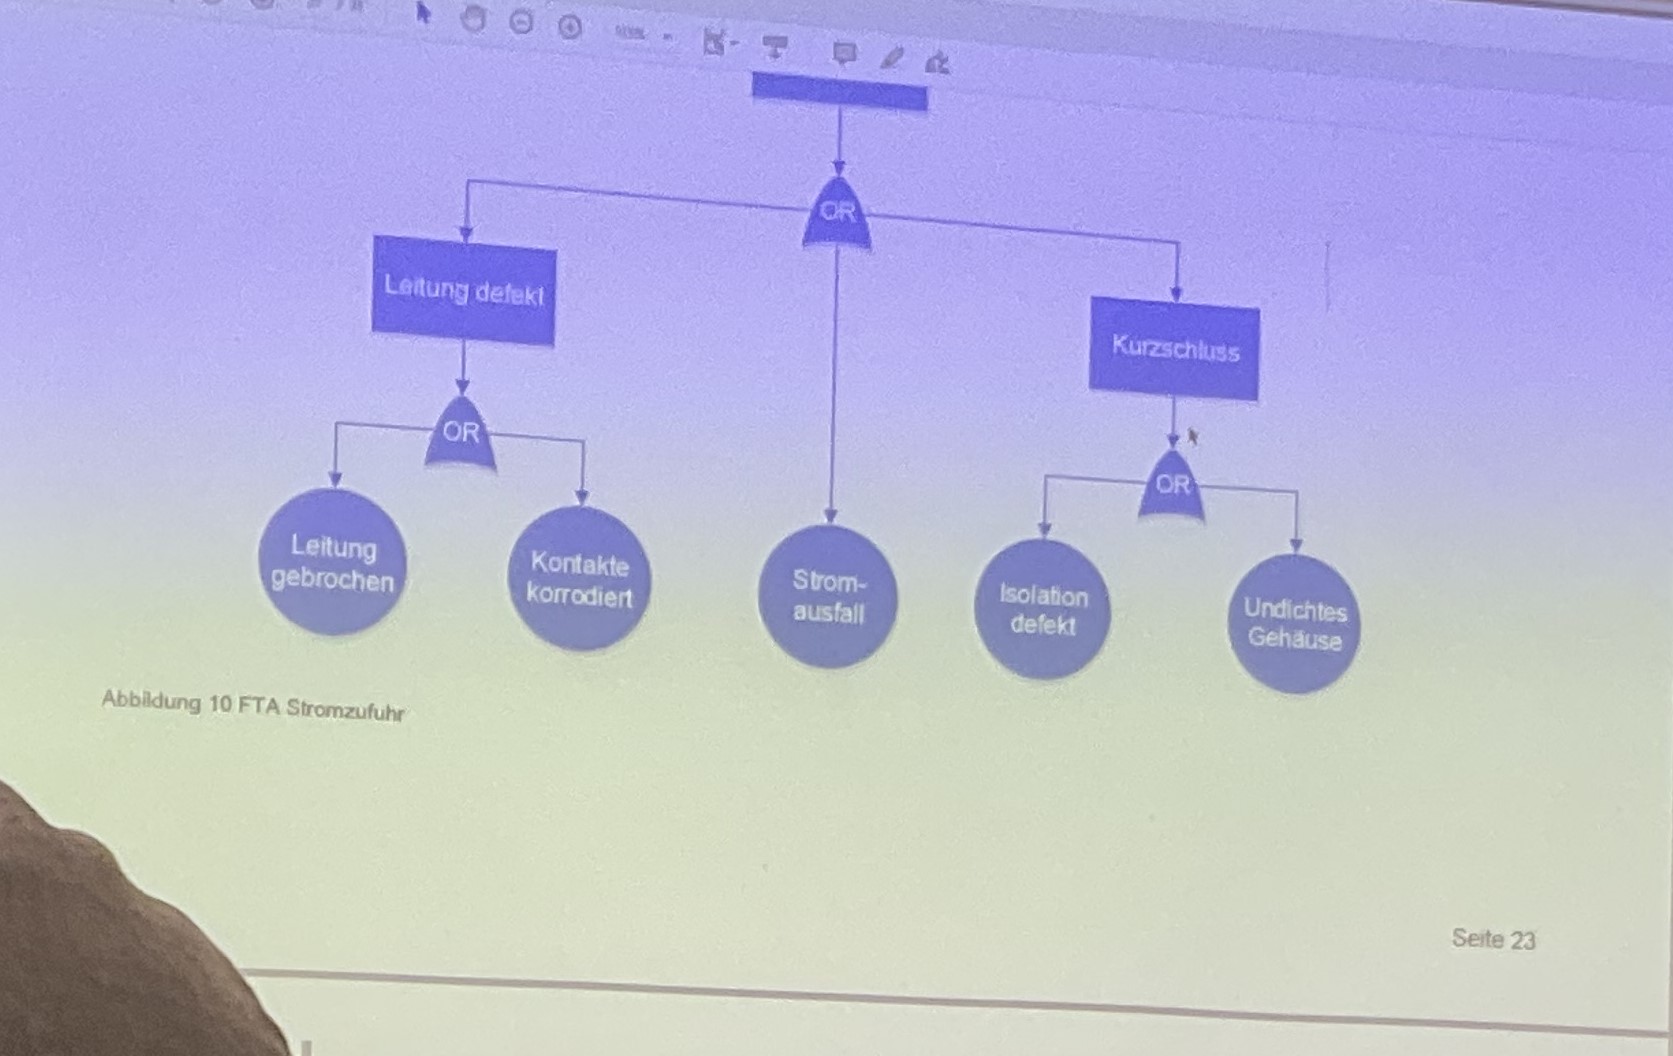 OR
Leitung defekt
Kurzschluss
OR
OR
Leitung
gebrochen
Kontakte
korrodiert
Strom-
ausfall
Isolation
defekt
Undichtes
Gehäuse
Abbildung 10 FTA Stromzufuhr
Seite 23